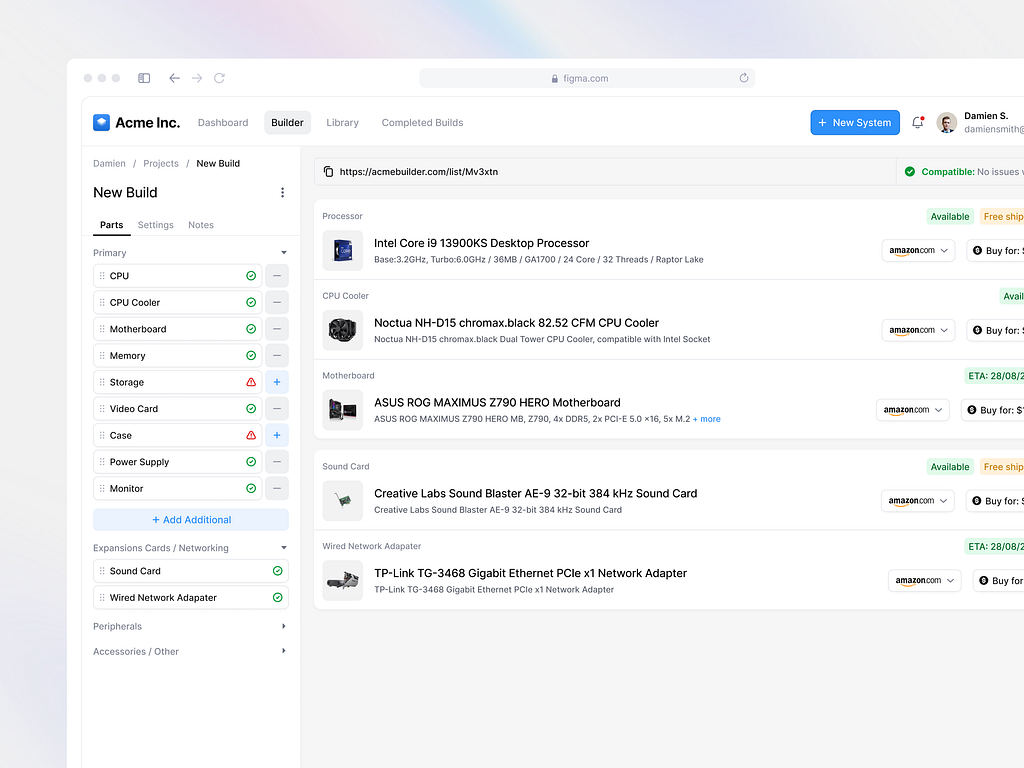 figma.com
Acme Inc.
Dashboard
Builder
Library
Completed Builds
+ New System
Damien S.
damiensmith@
Damien / Projects / New Build
New Build
Parts
Settings
Notes
Primary
CPU
CPU Cooler
Motherboard
Memory
Storage
Video Card
Case
Power Supply
Monitor
+ Add Additional
Expansions Cards / Networking
Sound Card
Wired Network Adapater
Peripherals
Accessories / Other
https://acmebuilder.com/list/Mv3xtn
Compatible: No issues
Processor
Available
Free ship
Intel Core i9 13900KS Desktop Processor
Base:3.2GHz, Turbo:6.0GHz / 36MB / GA1700 / 24 Core / 32 Threads / Raptor Lake
amazon.com
Buy for:
CPU Cooler
Avail
Noctua NH-D15 chromax.black 82.52 CFM CPU Cooler
Noctua NH-D15 chromax.black Dual Tower CPU Cooler, compatible with Intel Socket
amazon.com
Buy for:
Motherboard
ETA: 28/08/2
ASUS ROG MAXIMUS Z790 HERO Motherboard
ASUS ROG MAXIMUS Z790 HERO MB, Z790, 4x DDR5, 2x PCI-E 5.0 ×16, 5x M.2 + more
amazon.com
Buy for: $
Sound Card
Available
Free ship
Creative Labs Sound Blaster AE-9 32-bit 384 kHz Sound Card
Creative Labs Sound Blaster AE-9 32-bit 384 kHz Sound Card
amazon.com
Buy for:
Wired Network Adapater
ETA: 28/08/2
TP-Link TG-3468 Gigabit Ethernet PCIe x1 Network Adapter
TP-Link TG-3468 Gigabit Ethernet PCIe x1 Network Adapter
amazon.com
Buy for